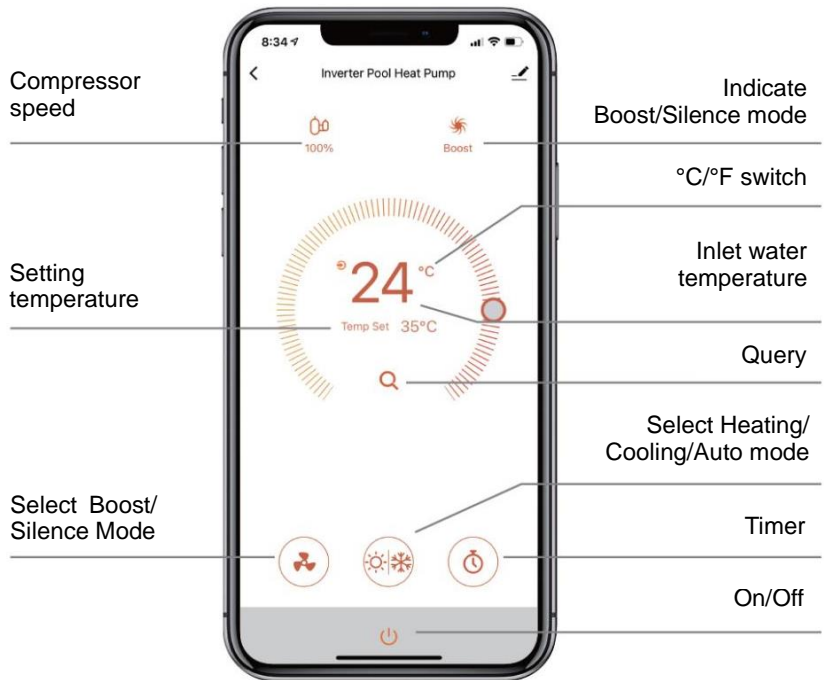 8:34
Inverter Pool Heat Pump
Compressor
speed
Indicate
Boost/Silence mode
100%
Boost
°C/°F switch
24 °C
Inlet water
temperature
Setting
temperature
Temp Set 35°C
Query
Select Heating/
Cooling/Auto mode
Select Boost/
Silence Mode
Timer
On/Off